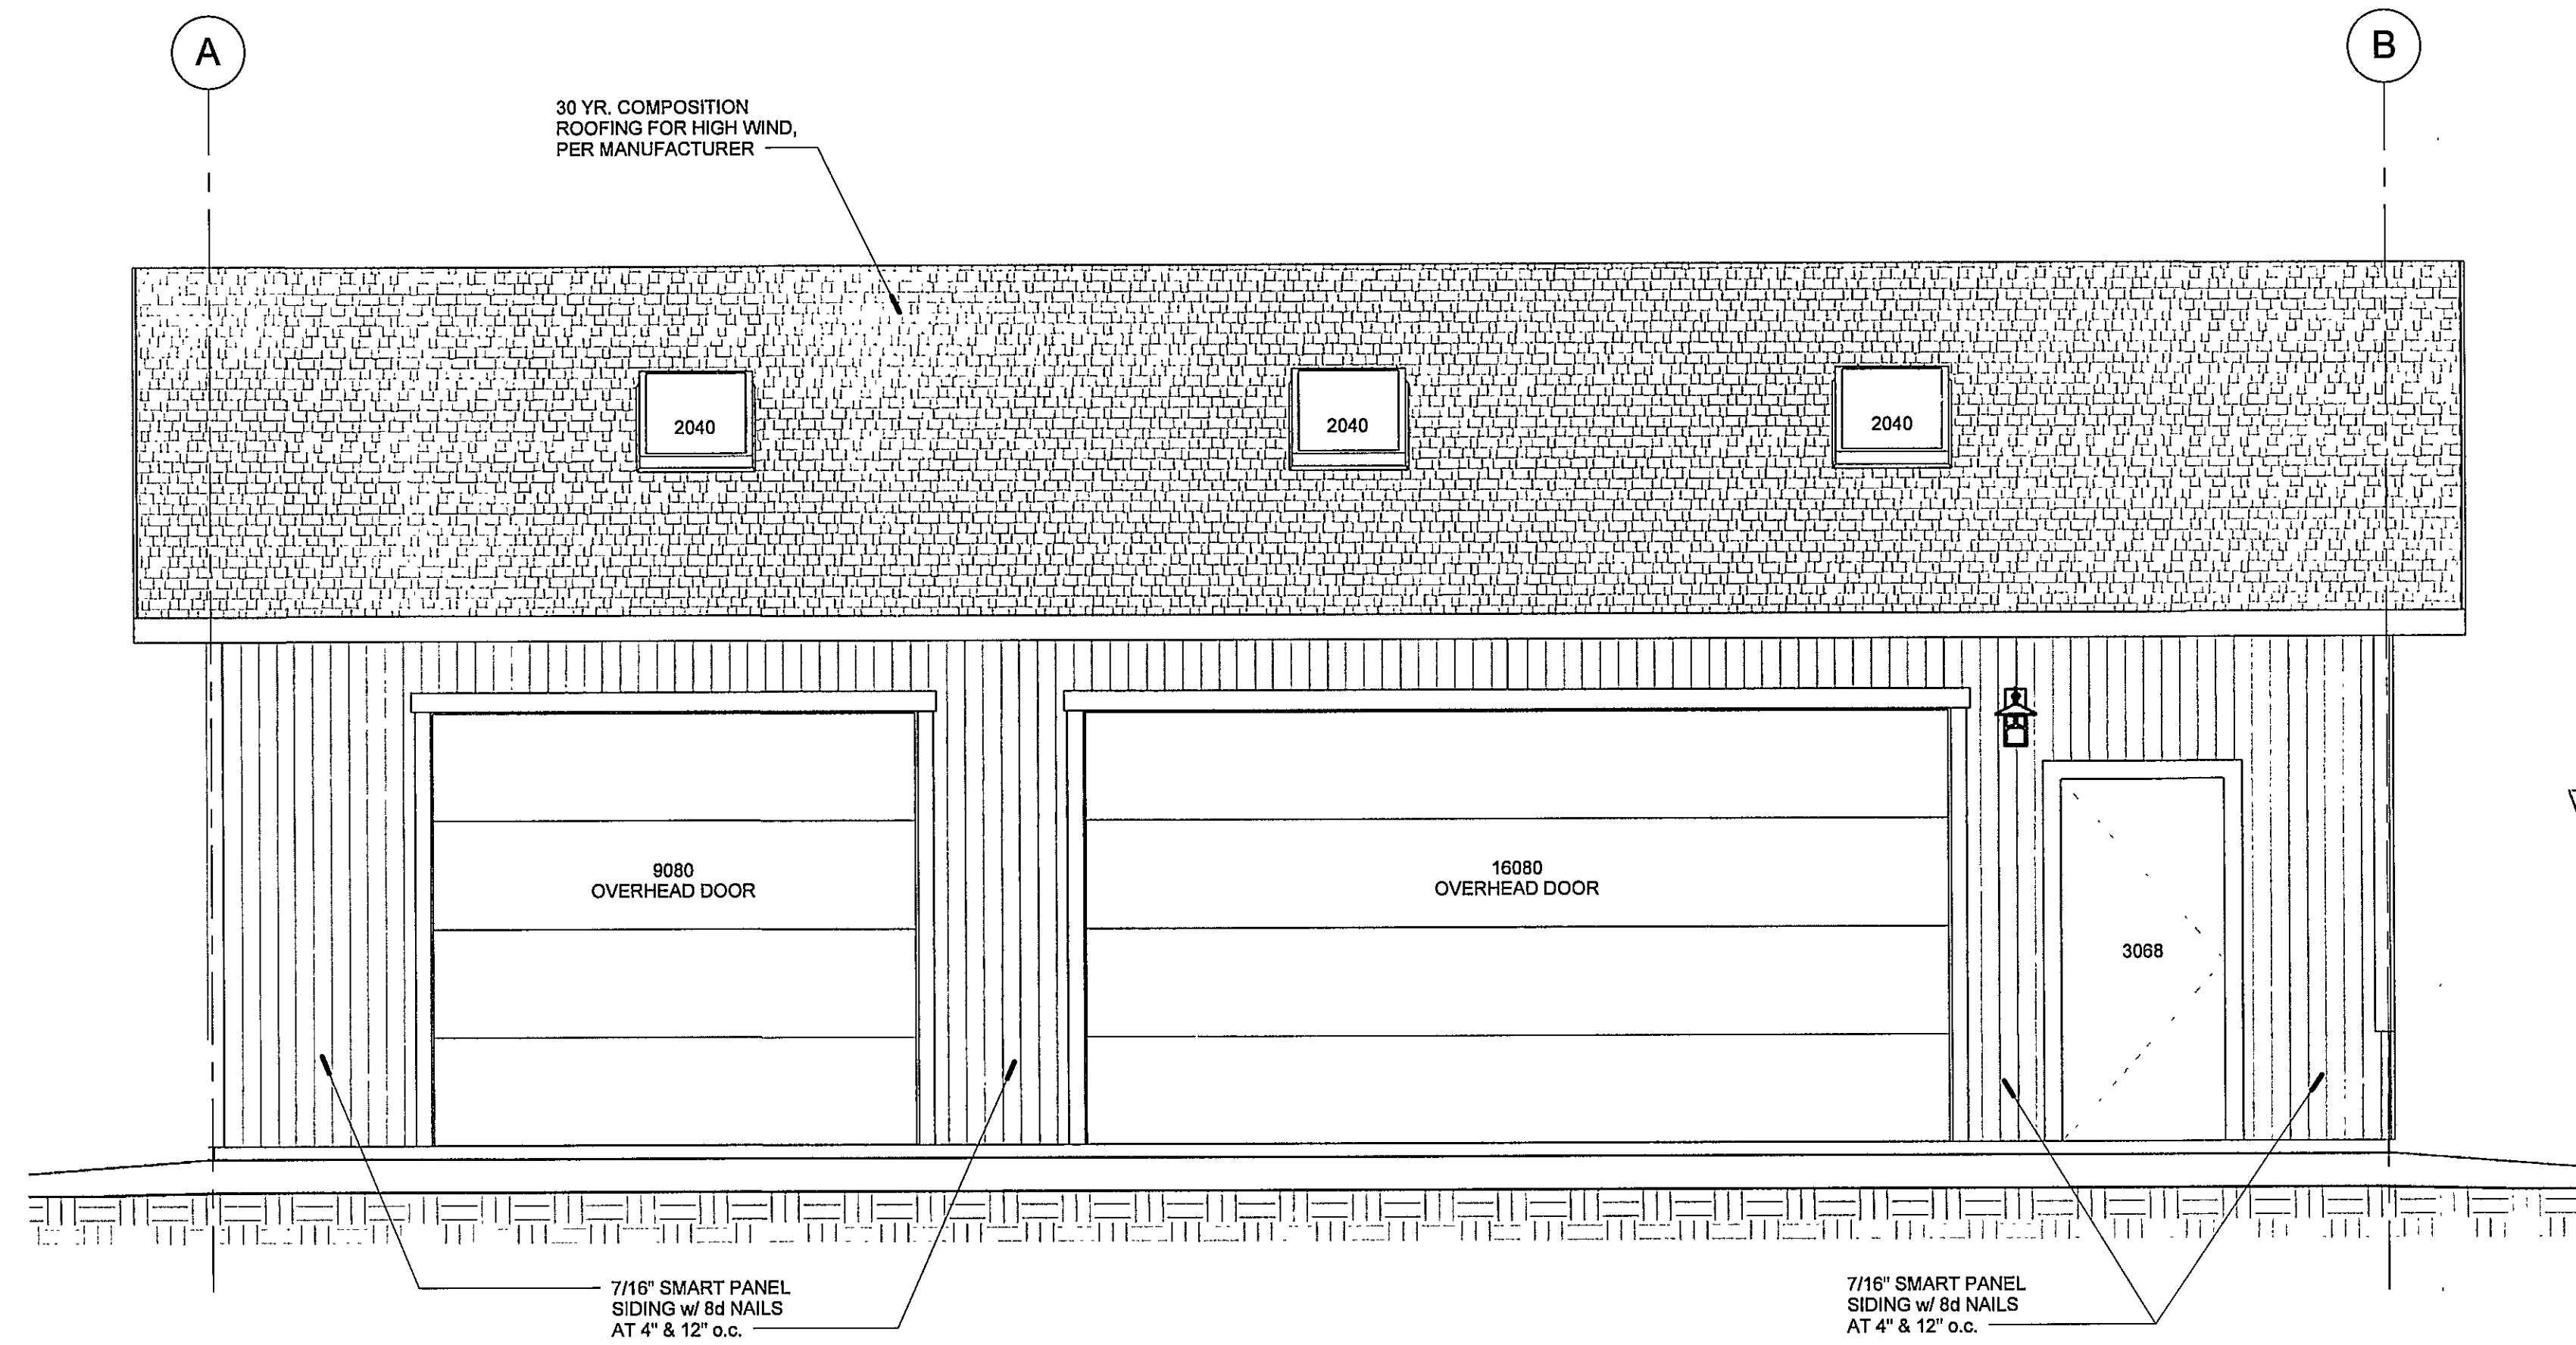 A
B
30 YR. COMPOSITION
ROOFING FOR HIGH WIND,
PER MANUFACTURER
2040
2040
2040
9080
OVERHEAD DOOR
16080
OVERHEAD DOOR
3068
7/16" SMART PANEL
SIDING w/ 8d NAILS
AT 4" & 12" o.c.
7/16" SMART PANEL
SIDING w/ 8d NAILS
AT 4" & 12" o.c.